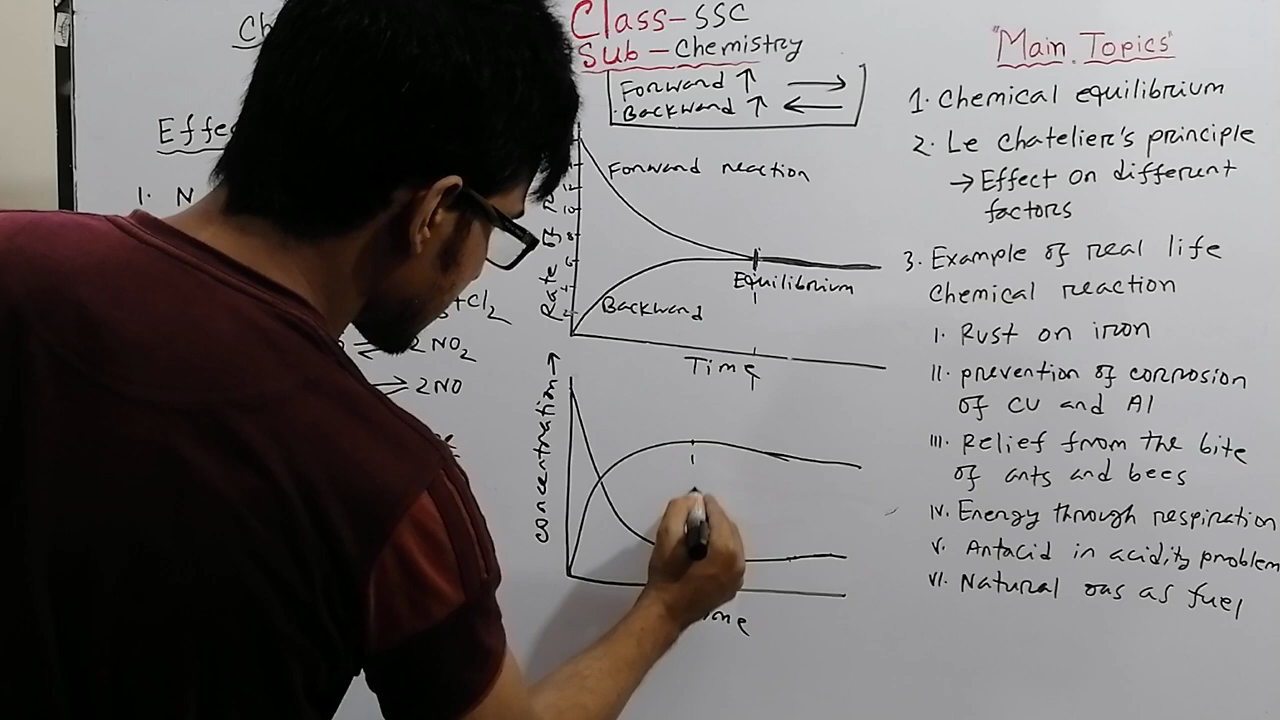 Class-SSC
Sub-Chemistry
Forward ↑ →
Backward ↑ ←
Forward reaction
Rate of
Equilibrium
Backward
Time
+Cl2
⇌ 2NO2
⇌ 2NO
concentration →
"Main Topics"
1. Chemical equilibrium
2. Le Chatelier's principle
→ Effect on different
factors
3. Example of real life
Chemical reaction
I. Rust on iron
II. prevention of corrosion
of CU and Al
III. Relief from the bite
of ants and bees
IV. Energy through respiration
V. Antacid in acidity problem
VI. Natural gas as fuel